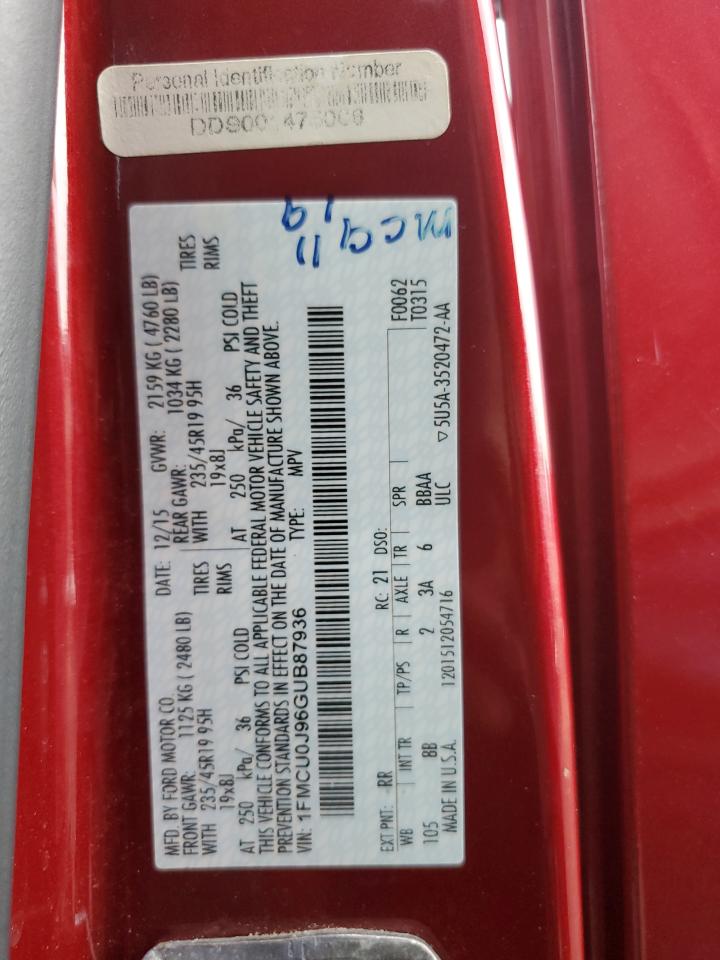 Personal Identification Number
MFD. BY FORD MOTOR CO. DATE: 12/15 GVWR: 2159 KG ( 4760 LB)
FRONT GAWR: 1125 KG ( 2480 LB) REAR GAWR: 1034 KG ( 2280 LB)
WITH 235/45R19 95H TIRES WITH 235/45R19 95H TIRES
19x8J RIMS 19x8J RIMS
AT 250 kPa/ 36 PSI COLD AT 250 kPa/ 36 PSI COLD
THIS VEHICLE CONFORMS TO ALL APPLICABLE FEDERAL MOTOR VEHICLE SAFETY AND THEFT
PREVENTION STANDARDS IN EFFECT ON THE DATE OF MANUFACTURE SHOWN ABOVE.
VIN: 1FMCU0J96GUB87936 TYPE: MPV
EXT PNT: RR RC: 21 DSO: F0062
WB INT TR TP/PS R AXLE TR SPR T0315
105 8B 2 3A 6 BBAA
MADE IN U.S.A. 1201512054716 ULC ▽5U5A-3520472-AA